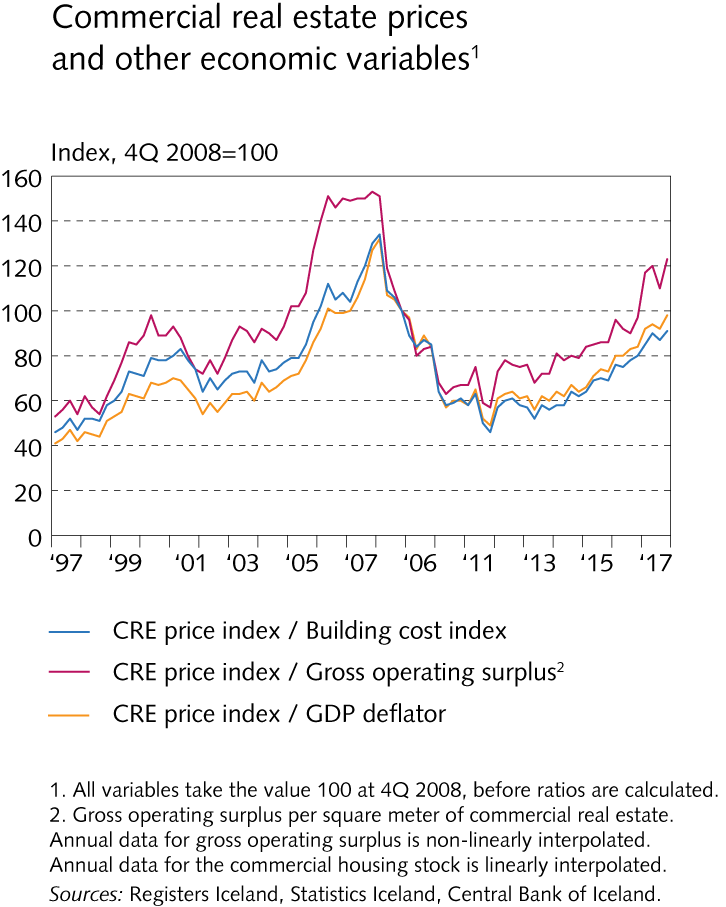 Commercial real estate prices
and other economic variables¹
Index, 4Q 2008=100
160
140
120
100
80
60
40
20
0
‘97 ‘99 ‘01 ‘03 ‘05 ‘07 ‘06 ‘11 ‘13 ‘15 ‘17
CRE price index / Building cost index
CRE price index / Gross operating surplus²
CRE price index / GDP deflator
1. All variables take the value 100 at 4Q 2008, before ratios are calculated.
2. Gross operating surplus per square meter of commercial real estate.
Annual data for gross operating surplus is non-linearly interpolated.
Annual data for the commercial housing stock is linearly interpolated.
Sources: Registers Iceland, Statistics Iceland, Central Bank of Iceland.